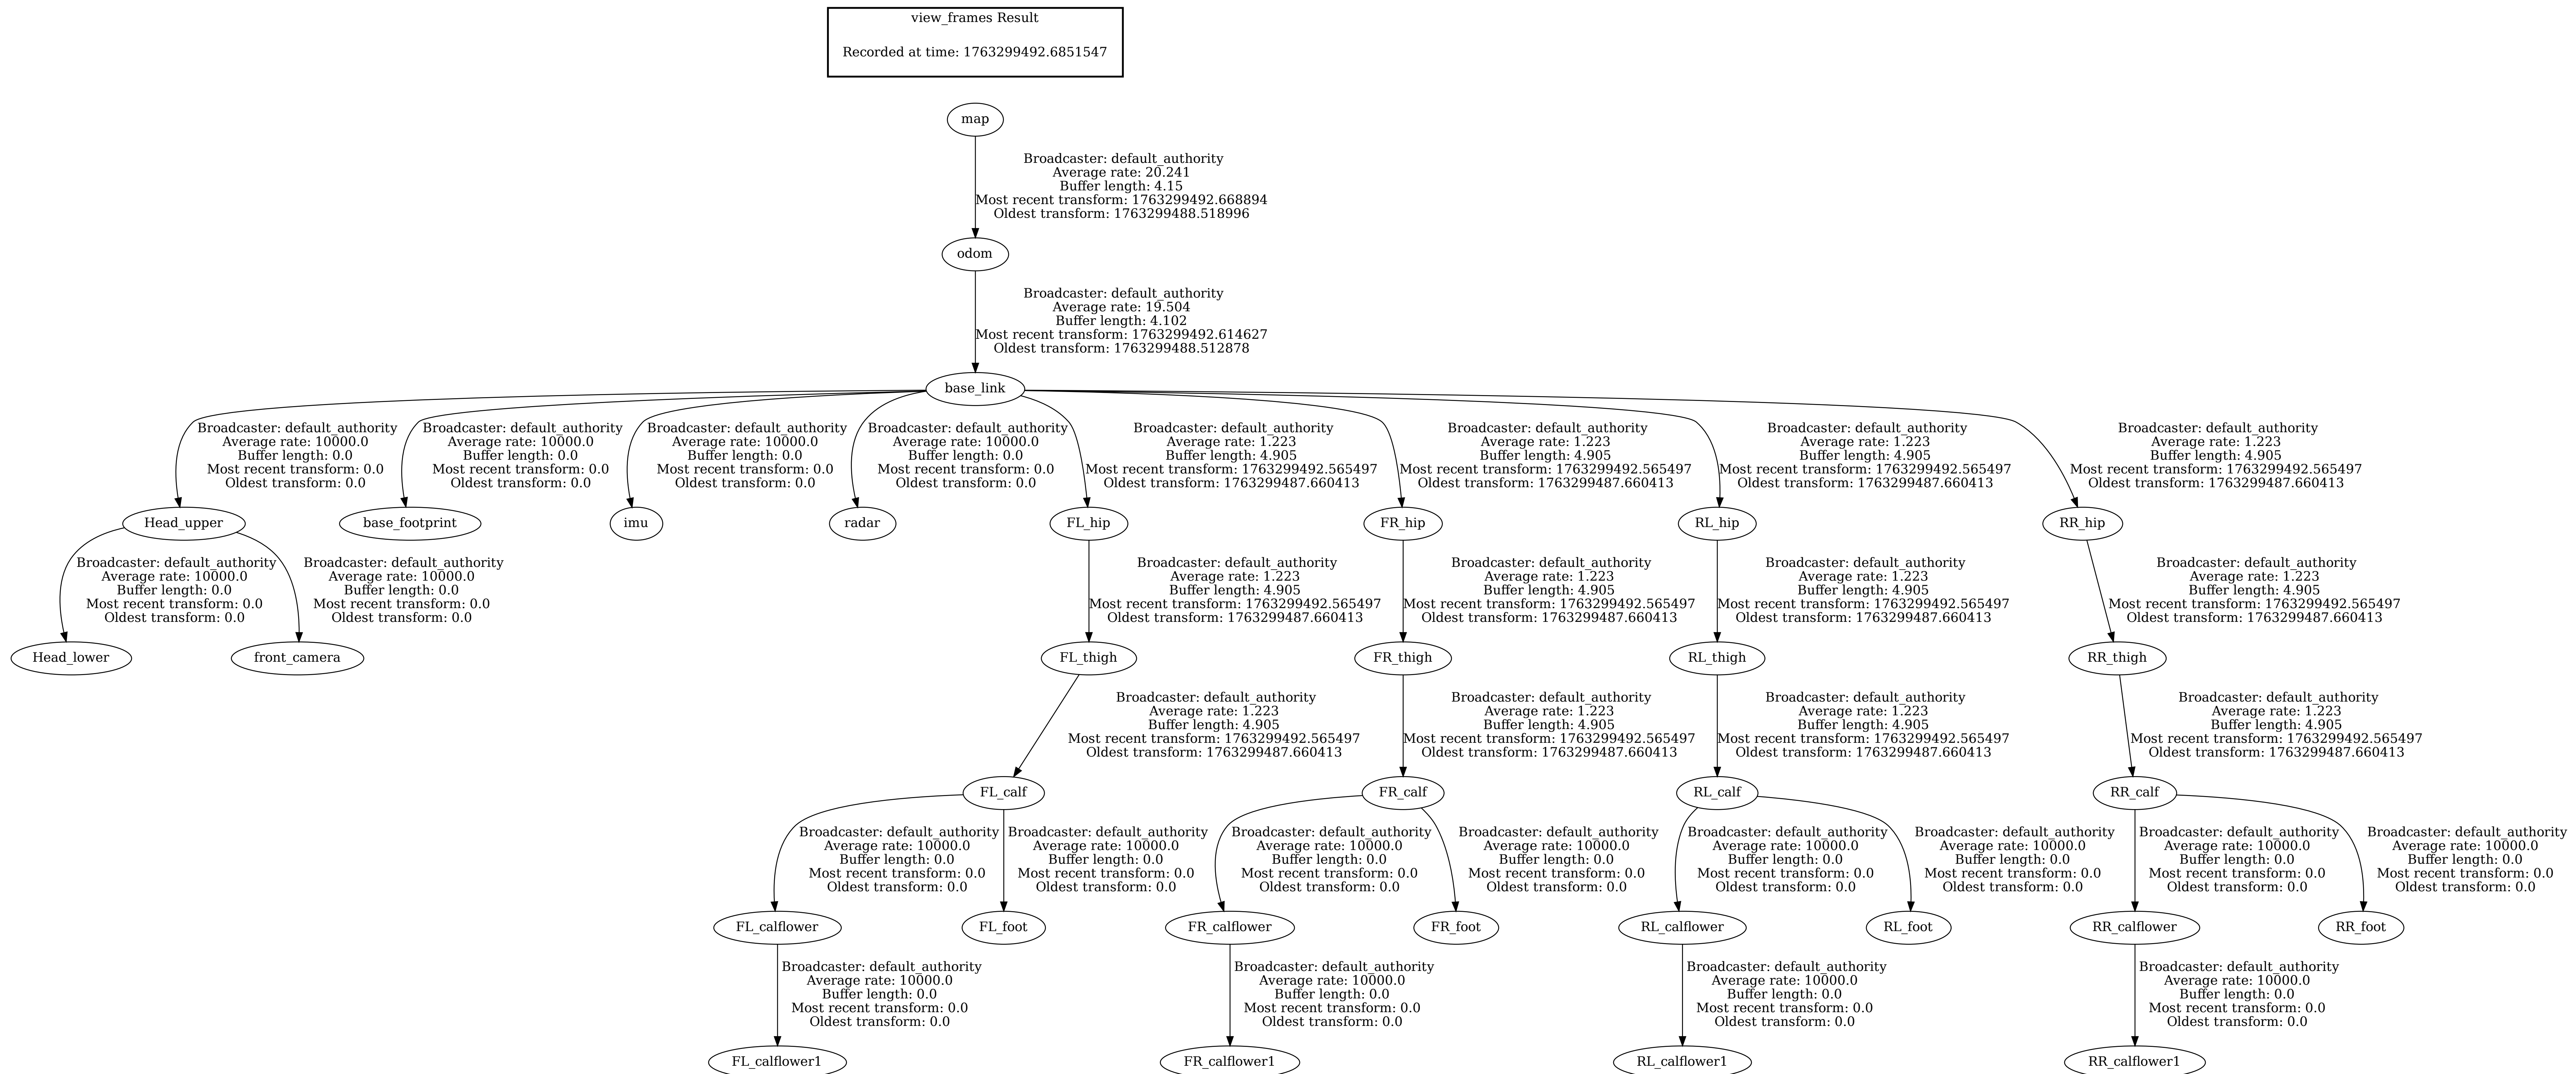 view_frames Result
Recorded at time: 1763299492.6851547
map
Broadcaster: default_authority
Average rate: 20.241
Buffer length: 4.15
Most recent transform: 1763299492.668894
Oldest transform: 1763299488.518996
odom
Broadcaster: default_authority
Average rate: 19.504
Buffer length: 4.102
Most recent transform: 1763299492.614627
Oldest transform: 1763299488.512878
base_link
Broadcaster: default_authority
Average rate: 10000.0
Buffer length: 0.0
Most recent transform: 0.0
Oldest transform: 0.0
Broadcaster: default_authority
Average rate: 10000.0
Buffer length: 0.0
Most recent transform: 0.0
Oldest transform: 0.0
Broadcaster: default_authority
Average rate: 10000.0
Buffer length: 0.0
Most recent transform: 0.0
Oldest transform: 0.0
Broadcaster: default_authority
Average rate: 10000.0
Buffer length: 0.0
Most recent transform: 0.0
Oldest transform: 0.0
Broadcaster: default_authority
Average rate: 1.223
Buffer length: 4.905
Most recent transform: 1763299492.565497
Oldest transform: 1763299487.660413
Broadcaster: default_authority
Average rate: 1.223
Buffer length: 4.905
Most recent transform: 1763299492.565497
Oldest transform: 1763299487.660413
Broadcaster: default_authority
Average rate: 1.223
Buffer length: 4.905
Most recent transform: 1763299492.565497
Oldest transform: 1763299487.660413
Broadcaster: default_authority
Average rate: 1.223
Buffer length: 4.905
Most recent transform: 1763299492.565497
Oldest transform: 1763299487.660413
Head_upper
base_footprint
imu
radar
FL_hip
FR_hip
RL_hip
RR_hip
Broadcaster: default_authority
Average rate: 10000.0
Buffer length: 0.0
Most recent transform: 0.0
Oldest transform: 0.0
Broadcaster: default_authority
Average rate: 10000.0
Buffer length: 0.0
Most recent transform: 0.0
Oldest transform: 0.0
Broadcaster: default_authority
Average rate: 1.223
Buffer length: 4.905
Most recent transform: 1763299492.565497
Oldest transform: 1763299487.660413
Broadcaster: default_authority
Average rate: 1.223
Buffer length: 4.905
Most recent transform: 1763299492.565497
Oldest transform: 1763299487.660413
Broadcaster: default_authority
Average rate: 1.223
Buffer length: 4.905
Most recent transform: 1763299492.565497
Oldest transform: 1763299487.660413
Broadcaster: default_authority
Average rate: 1.223
Buffer length: 4.905
Most recent transform: 1763299492.565497
Oldest transform: 1763299487.660413
Head_lower
front_camera
FL_thigh
FR_thigh
RL_thigh
RR_thigh
Broadcaster: default_authority
Average rate: 1.223
Buffer length: 4.905
Most recent transform: 1763299492.565497
Oldest transform: 1763299487.660413
Broadcaster: default_authority
Average rate: 1.223
Buffer length: 4.905
Most recent transform: 1763299492.565497
Oldest transform: 1763299487.660413
Broadcaster: default_authority
Average rate: 1.223
Buffer length: 4.905
Most recent transform: 1763299492.565497
Oldest transform: 1763299487.660413
Broadcaster: default_authority
Average rate: 1.223
Buffer length: 4.905
Most recent transform: 1763299492.565497
Oldest transform: 1763299487.660413
FL_calf
FR_calf
RL_calf
RR_calf
Broadcaster: default_authority
Average rate: 10000.0
Buffer length: 0.0
Most recent transform: 0.0
Oldest transform: 0.0
Broadcaster: default_authority
Average rate: 10000.0
Buffer length: 0.0
Most recent transform: 0.0
Oldest transform: 0.0
Broadcaster: default_authority
Average rate: 10000.0
Buffer length: 0.0
Most recent transform: 0.0
Oldest transform: 0.0
Broadcaster: default_authority
Average rate: 10000.0
Buffer length: 0.0
Most recent transform: 0.0
Oldest transform: 0.0
Broadcaster: default_authority
Average rate: 10000.0
Buffer length: 0.0
Most recent transform: 0.0
Oldest transform: 0.0
Broadcaster: default_authority
Average rate: 10000.0
Buffer length: 0.0
Most recent transform: 0.0
Oldest transform: 0.0
Broadcaster: default_authority
Average rate: 10000.0
Buffer length: 0.0
Most recent transform: 0.0
Oldest transform: 0.0
Broadcaster: default_authority
Average rate: 10000.0
Buffer length: 0.0
Most recent transform: 0.0
Oldest transform: 0.0
FL_calflower
FL_foot
FR_calflower
FR_foot
RL_calflower
RL_foot
RR_calflower
RR_foot
Broadcaster: default_authority
Average rate: 10000.0
Buffer length: 0.0
Most recent transform: 0.0
Oldest transform: 0.0
Broadcaster: default_authority
Average rate: 10000.0
Buffer length: 0.0
Most recent transform: 0.0
Oldest transform: 0.0
Broadcaster: default_authority
Average rate: 10000.0
Buffer length: 0.0
Most recent transform: 0.0
Oldest transform: 0.0
Broadcaster: default_authority
Average rate: 10000.0
Buffer length: 0.0
Most recent transform: 0.0
Oldest transform: 0.0
FL_calflower1
FR_calflower1
RL_calflower1
RR_calflower1